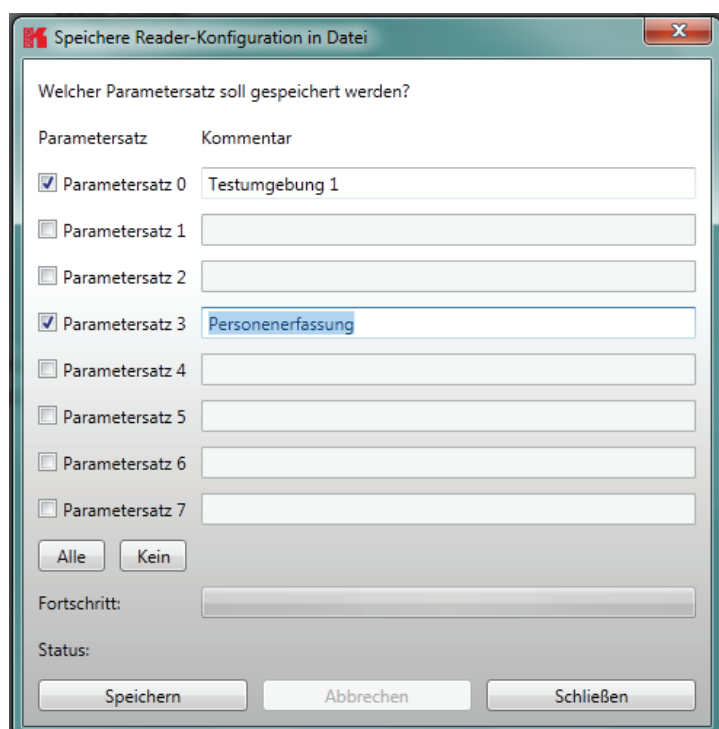 Speichere Reader-Konfiguration in Datei
Welcher Parametersatz soll gespeichert werden?
Parametersatz Kommentar
Parametersatz 0 Testumgebung 1
Parametersatz 1
Parametersatz 2
Parametersatz 3 Personenerfassung
Parametersatz 4
Parametersatz 5
Parametersatz 6
Parametersatz 7
Alle Kein
Fortschritt:
Status:
Speichern Abbrechen Schließen